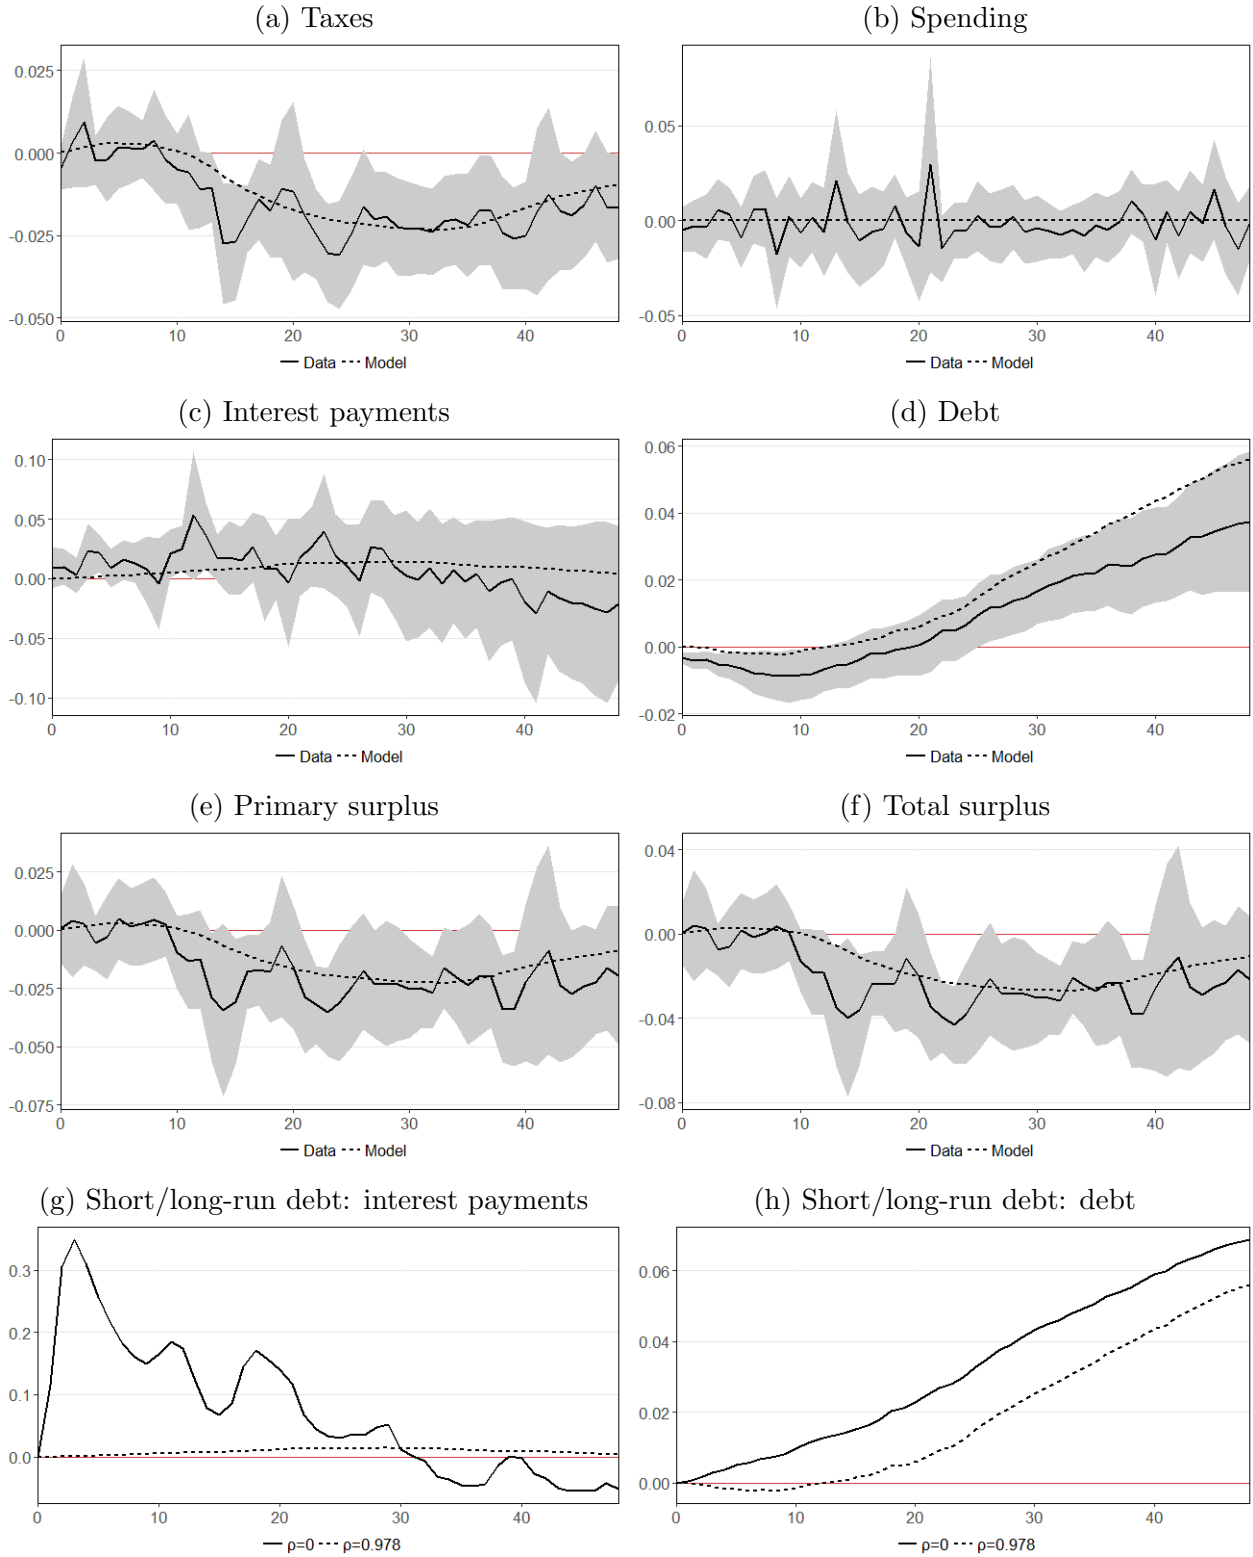 (a) Taxes
(b) Spending
0.025
0.000
-0.025
-0.050
0 10 20 30 40
Data Model
0.05
0.00
-0.05
0 10 20 30 40
Data Model
(c) Interest payments
(d) Debt
0.10
0.05
0.00
-0.05
-0.10
0 10 20 30 40
Data Model
0.06
0.04
0.02
0.00
-0.02
0 10 20 30 40
Data Model
(e) Primary surplus
(f) Total surplus
0.025
0.000
-0.025
-0.050
-0.075
0 10 20 30 40
Data Model
0.04
0.00
-0.04
-0.08
0 10 20 30 40
Data Model
(g) Short/long-run debt: interest payments
(h) Short/long-run debt: debt
0.3
0.2
0.1
0.0
0 10 20 30 40
ρ=0 ρ=0.978
0.06
0.04
0.02
0.00
0 10 20 30 40
ρ=0 ρ=0.978